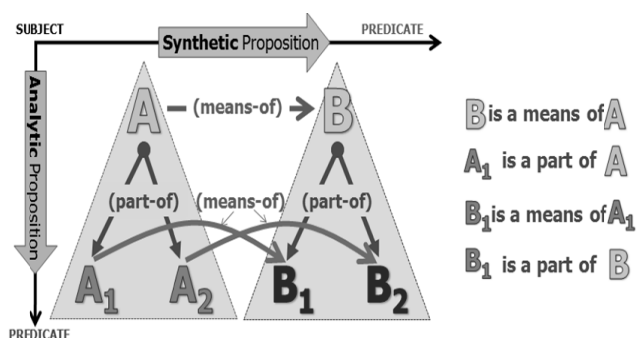 SUBJECT
Synthetic Proposition
PREDICATE
Analytic Proposition
A (means-of) B
(part-of) (means-of) (part-of)
A1 A2 B1 B2
PREDICATE
B is a means of A
A1 is a part of A
B1 is a means of A1
B1 is a part of B